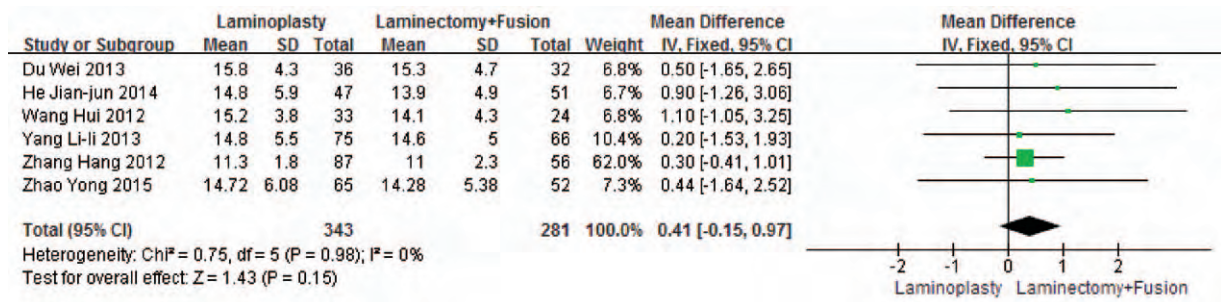 Laminoplasty Laminectomy+Fusion Mean Difference Mean Difference
Study or Subgroup Mean SD Total Mean SD Total Weight IV, Fixed, 95% CI IV, Fixed, 95% CI
Du Wei 2013 15.8 4.3 36 15.3 4.7 32 6.8% 0.50 [-1.65, 2.65]
He Jian-jun 2014 14.8 5.9 47 13.9 4.9 51 6.7% 0.90 [-1.26, 3.06]
Wang Hui 2012 15.2 3.8 33 14.1 4.3 24 6.8% 1.10 [-1.05, 3.25]
Yang Li-li 2013 14.8 5.5 75 14.6 5 66 10.4% 0.20 [-1.53, 1.93]
Zhang Hang 2012 11.3 1.8 87 11 2.3 56 62.0% 0.30 [-0.41, 1.01]
Zhao Yong 2015 14.72 6.08 65 14.28 5.38 52 7.3% 0.44 [-1.64, 2.52]
Total (95% CI) 343 281 100.0% 0.41 [-0.15, 0.97]
Heterogeneity: Chi² = 0.75, df = 5 (P = 0.98); I² = 0%
Test for overall effect: Z = 1.43 (P = 0.15)
-2 -1 0 1 2
Laminoplasty Laminectomy+Fusion